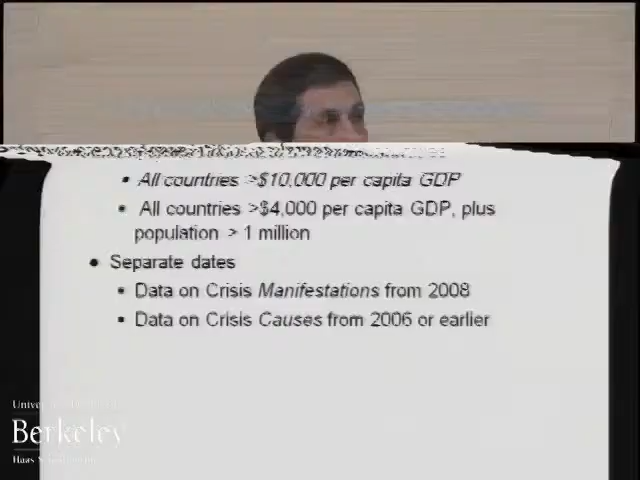 • All countries >$10,000 per capita GDP
• All countries >$4,000 per capita GDP, plus
population > 1 million
• Separate dates
• Data on Crisis Manifestations from 2008
• Data on Crisis Causes from 2006 or earlier
Berkeley
Haas